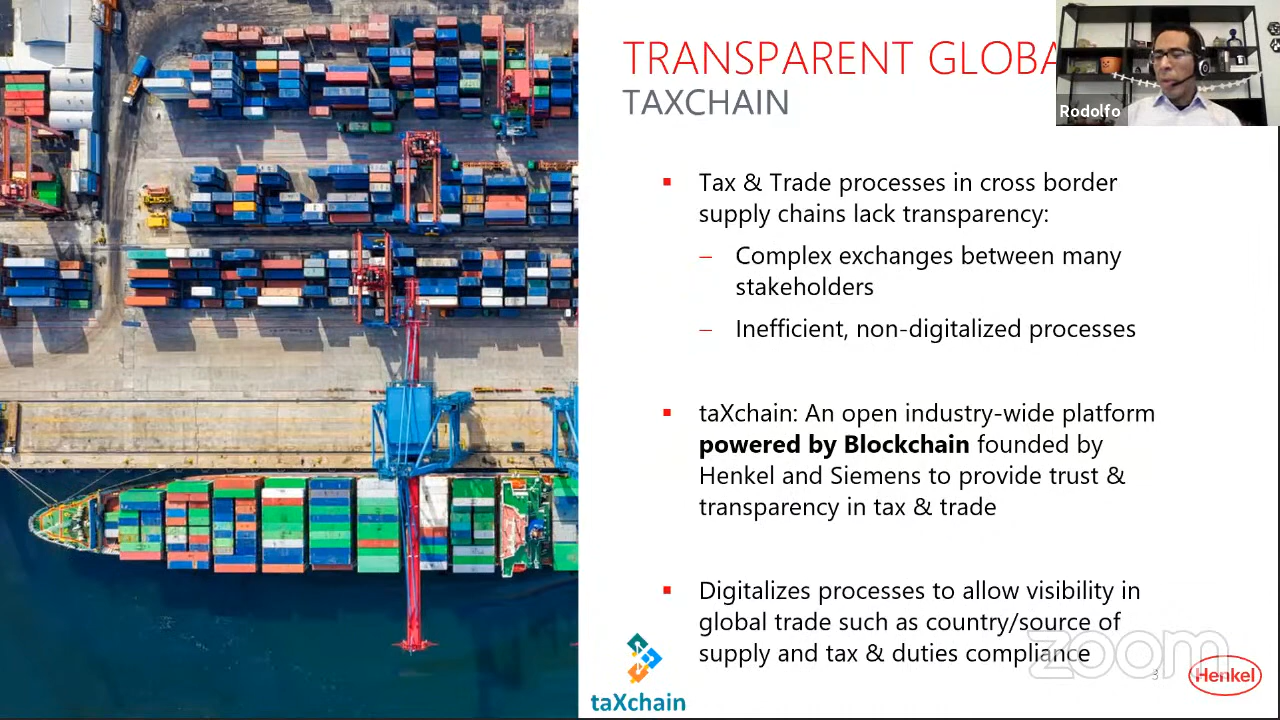 TRANSPARENT GLOBA
TAXCHAIN
Rodolfo
Tax & Trade processes in cross border
supply chains lack transparency:
– Complex exchanges between many
stakeholders
– Inefficient, non-digitalized processes
taXchain: An open industry-wide platform
powered by Blockchain founded by
Henkel and Siemens to provide trust &
transparency in tax & trade
Digitalizes processes to allow visibility in
global trade such as country/source of
supply and tax & duties compliance
zoom
3
Henkel
taXchain